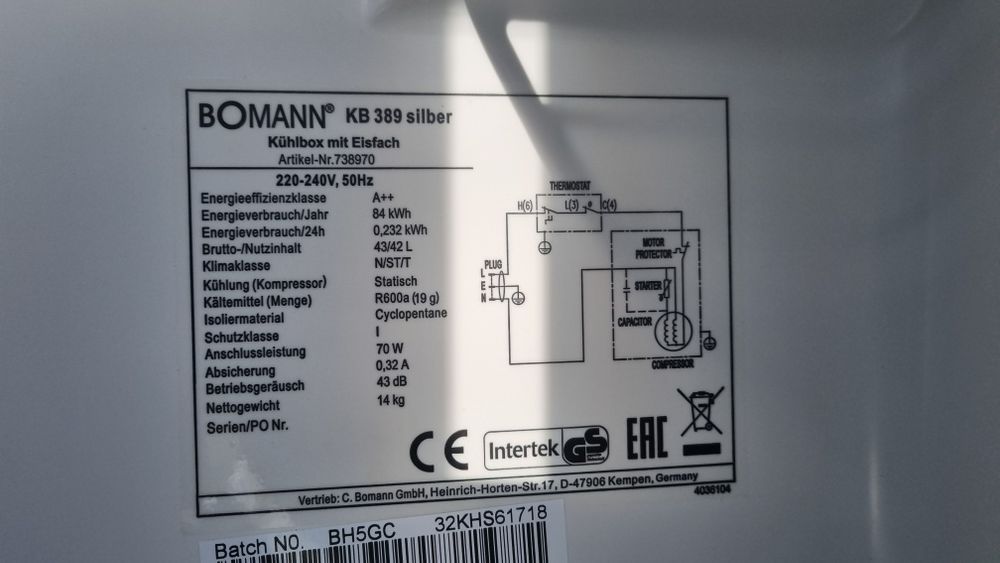 BOMANN® KB 389 silber
Kühlbox mit Eisfach
Artikel-Nr.738970
220-240V, 50Hz
Energieeffizienzklasse A++
Energieverbrauch/Jahr 84 kWh
Energieverbrauch/24h 0,232 kWh
Brutto-/Nutzinhalt 43/42 L
Klimaklasse N/ST/T
Kühlung (Kompressor) Statisch
Kältemittel (Menge) R600a (19 g)
Isoliermaterial Cyclopentane
Schutzklasse I
Anschlussleistung 70 W
Absicherung 0,32 A
Betriebsgeräusch 43 dB
Nettogewicht 14 kg
Serien/PO Nr.
THERMOSTAT
H(6) L(3) C(4)
MOTOR
PROTECTOR
PLUG
L
E
N
STARTER
CAPACITOR
COMPRESSOR
CE Intertek GS EAC
Vertrieb: C. Bomann GmbH, Heinrich-Horten-Str.17, D-47906 Kempen, Germany
4036104
Batch N0. BH5GC 32KHS61718